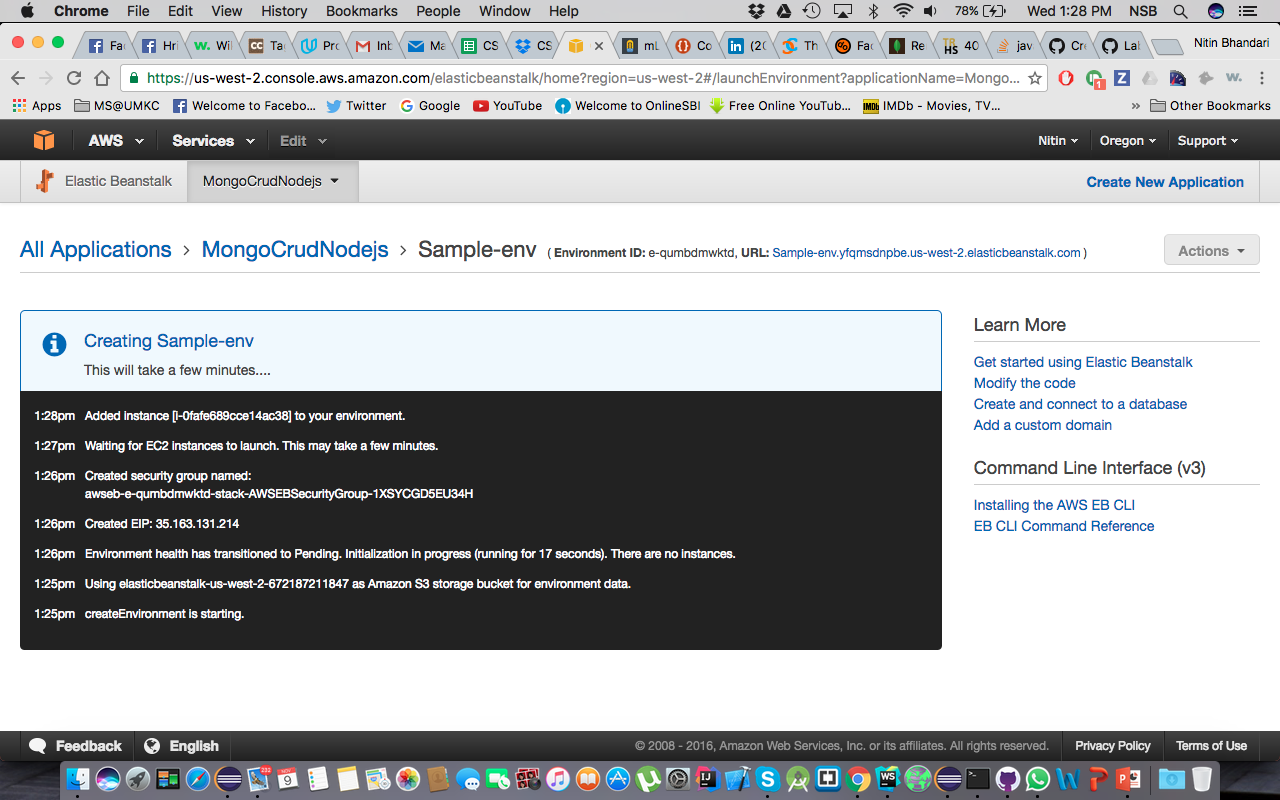 Chrome File Edit View History Bookmarks People Window Help 78% Wed 1:28 PM NSB
Fa Hri w. Wil CC Ta Pro Inb Ma CS CS mL Co (2( Th Fac Re TR HS 4O jav Cre Lal Nitin Bhandari
https://us-west-2.console.aws.amazon.com/elasticbeanstalk/home?region=us-west-2#/launchEnvironment?applicationName=Mongo... 1 Z w.
Apps MS@UMKC Welcome to Facebo... Twitter Google YouTube Welcome to OnlineSBI Free Online YouTub... IMDb IMDb - Movies, TV... » Other Bookmarks
AWS Services Edit Nitin Oregon Support
Elastic Beanstalk MongoCrudNodejs Create New Application
All Applications › MongoCrudNodejs › Sample-env ( Environment ID: e-qumbdmwktd, URL: Sample-env.yfqmsdnpbe.us-west-2.elasticbeanstalk.com ) Actions
Creating Sample-env
This will take a few minutes....
1:28pm Added instance [i-0fafe689cce14ac38] to your environment.
1:27pm Waiting for EC2 instances to launch. This may take a few minutes.
1:26pm Created security group named:
awseb-e-qumbdmwktd-stack-AWSEBSecurityGroup-1XSYCGD5EU34H
1:26pm Created EIP: 35.163.131.214
1:26pm Environment health has transitioned to Pending. Initialization in progress (running for 17 seconds). There are no instances.
1:25pm Using elasticbeanstalk-us-west-2-672187211847 as Amazon S3 storage bucket for environment data.
1:25pm createEnvironment is starting.
Learn More
Get started using Elastic Beanstalk
Modify the code
Create and connect to a database
Add a custom domain
Command Line Interface (v3)
Installing the AWS EB CLI
EB CLI Command Reference
Feedback English © 2008 - 2016, Amazon Web Services, Inc. or its affiliates. All rights reserved. Privacy Policy Terms of Use